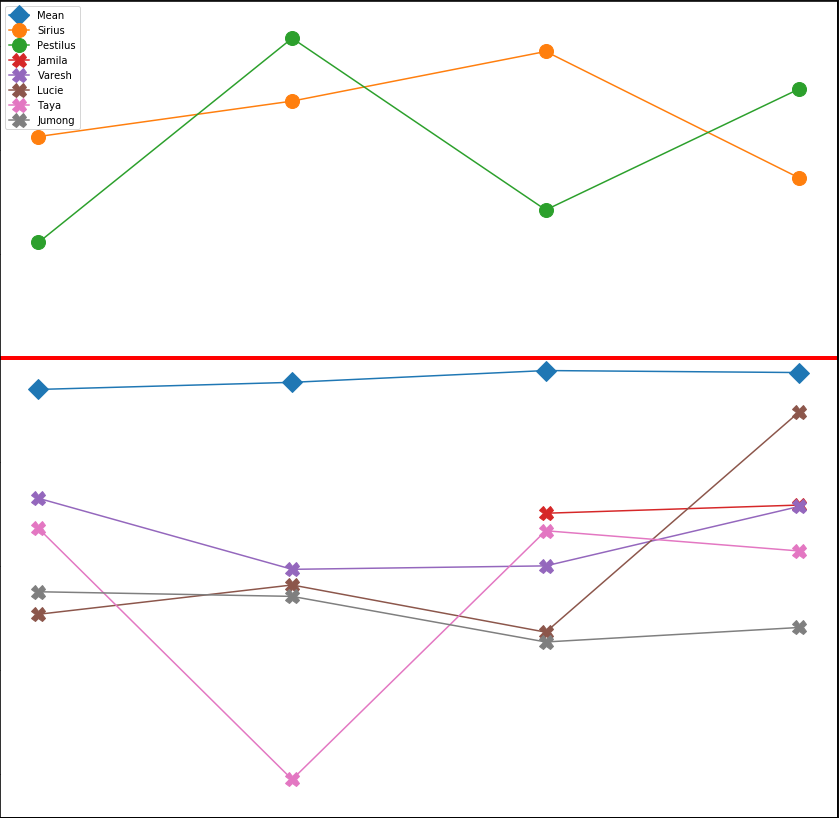 Mean
Sirius
Pestilus
Jamila
Varesh
Lucie
Taya
Jumong